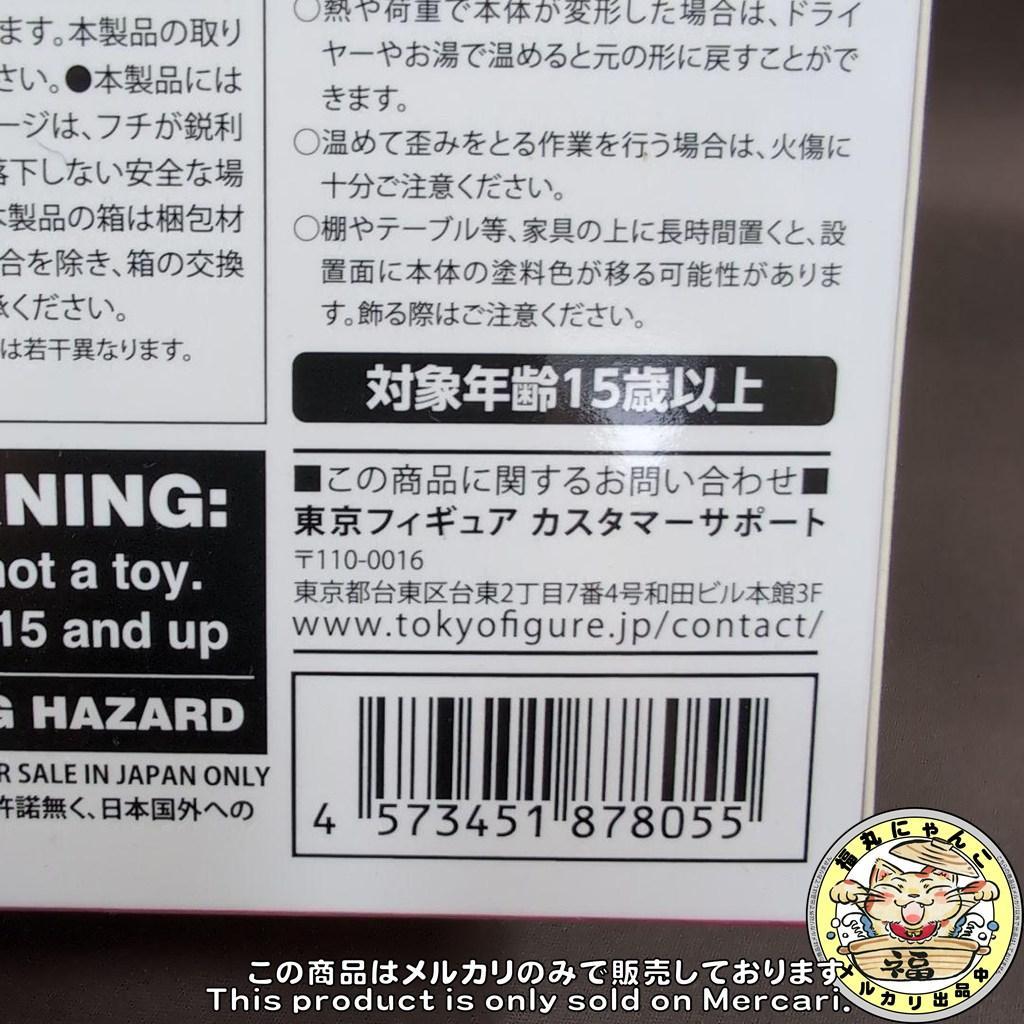 ます。本製品の取り
さい。●本製品には
ージは、フチが鋭利
落下しない安全な場
本製品の箱は梱包材
合を除き、箱の交換
承ください。
は若干異なります。
○熱や荷重で本体が変形した場合は、ドライ
ヤーやお湯で温めると元の形に戻すことがで
きます。
○温めて歪みをとる作業を行う場合は、火傷に
十分ご注意ください。
○棚やテーブル等、家具の上に長時間置くと、設
置面に本体の塗料色が移る可能性がありま
す。飾る際はご注意ください。
対象年齢15歳以上
NING:
not a toy.
15 and up
G HAZARD
R SALE IN JAPAN ONLY
許諾無く、日本国外への
■この商品に関するお問い合わせ■
東京フィギュア カスタマーサポート
〒110-0016
東京都台東区台東2丁目7番4号和田ビル本館3F
www.tokyofigure.jp/contact/
4 573451 878055
福丸にゃんこ
福
メルカリ出品中
この商品はメルカリのみで販売しております
This product is only sold on Mercari.